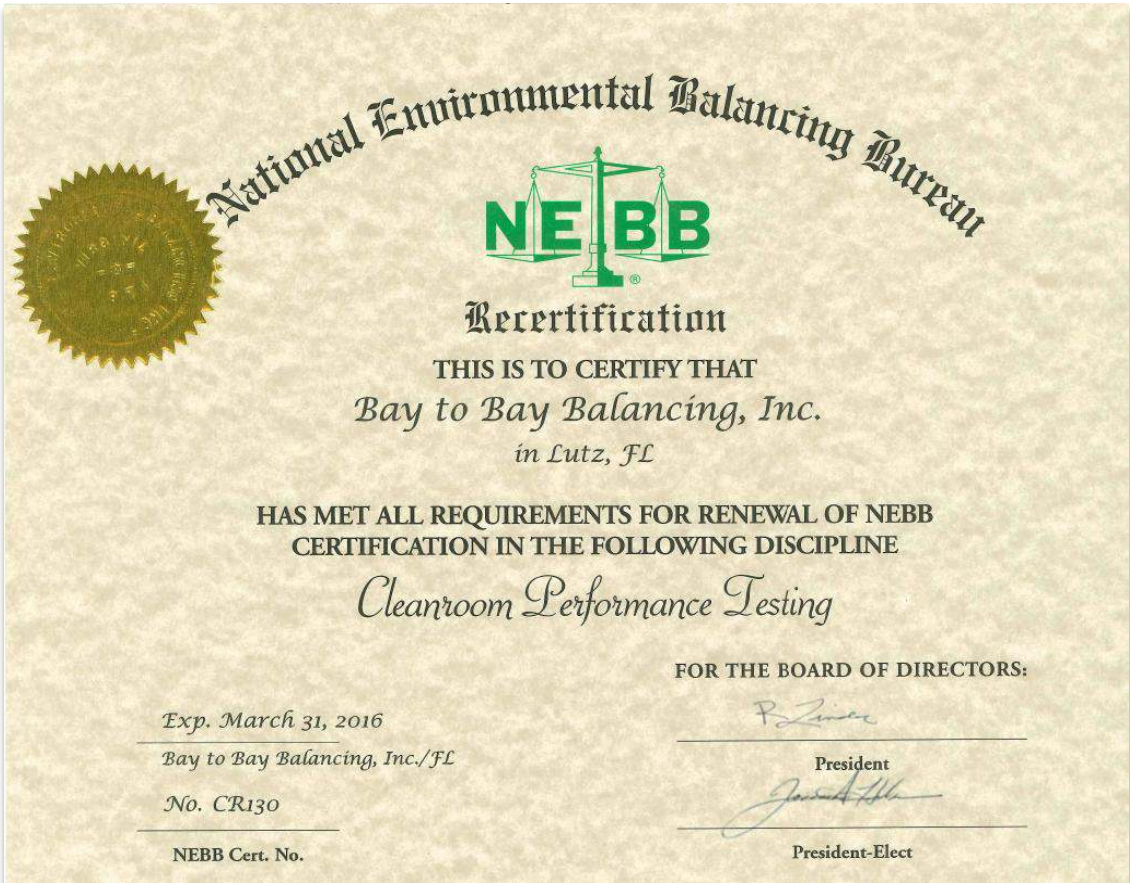 National Environmental Balancing Bureau
NEBB
®
Recertification
THIS IS TO CERTIFY THAT
Bay to Bay Balancing, Inc.
in Lutz, FL
HAS MET ALL REQUIREMENTS FOR RENEWAL OF NEBB
CERTIFICATION IN THE FOLLOWING DISCIPLINE
Cleanroom Performance Testing
FOR THE BOARD OF DIRECTORS:
Exp. March 31, 2016
Bay to Bay Balancing, Inc./FL
President
No. CR130
NEBB Cert. No.
President-Elect